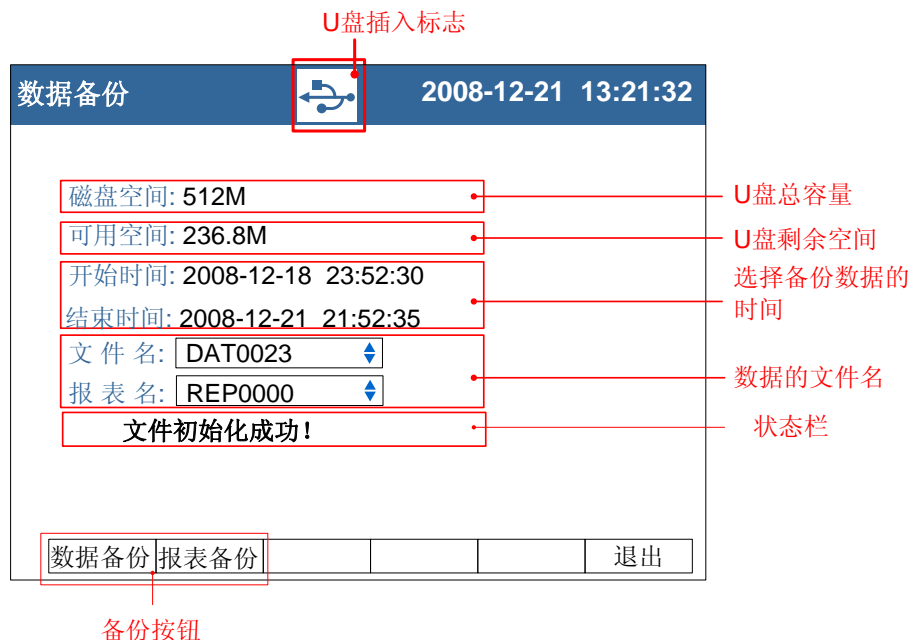 U盘插入标志
数据备份
2008-12-21 13:21:32
磁盘空间: 512M
U盘总容量
可用空间: 236.8M
U盘剩余空间
开始时间: 2008-12-18 23:52:30
结束时间: 2008-12-21 21:52:35
选择备份数据的
时间
文 件 名: DAT0023
报 表 名: REP0000
数据的文件名
文件初始化成功!
状态栏
数据备份 报表备份 退出
备份按钮